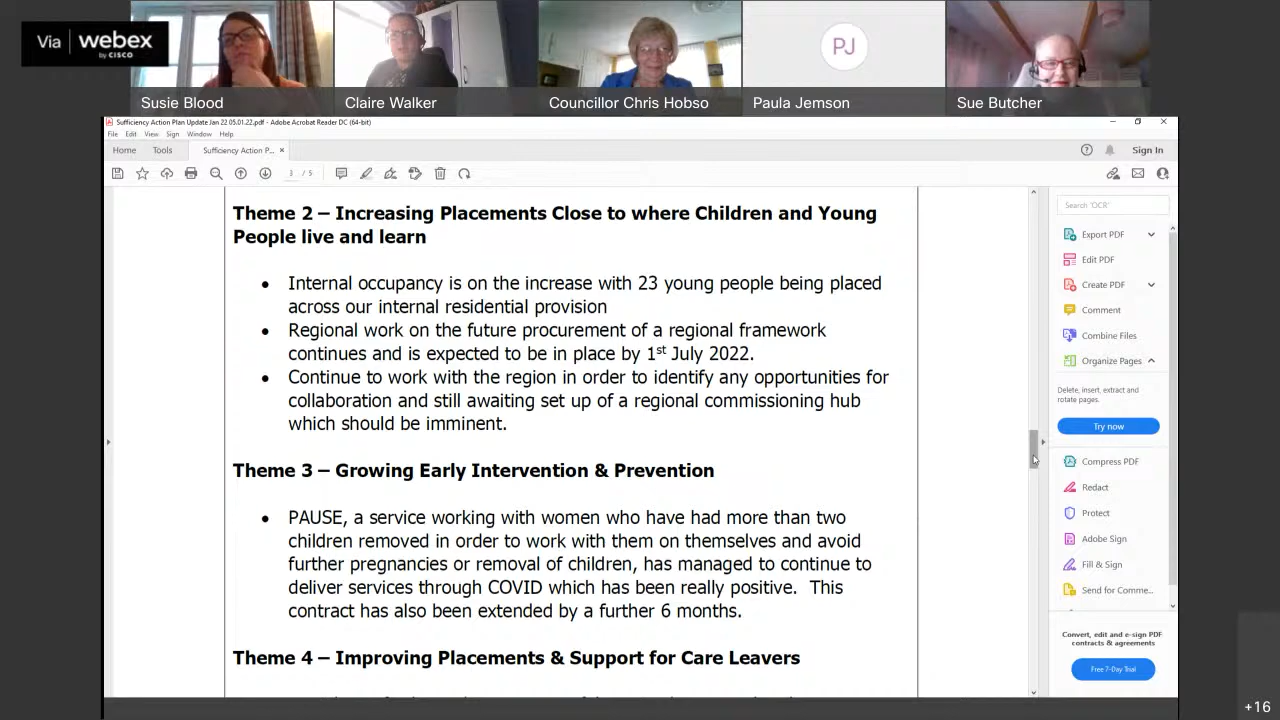 Via webex
by CISCO
PJ
Susie Blood
Claire Walker
Councillor Chris Hobso
Paula Jemson
Sue Butcher
Sufficiency Action Plan Update Jan 22 05.01.22.pdf - Adobe Acrobat Reader DC (64-bit)
File Edit View Sign Window Help
Home Tools Sufficiency Action P... × Sign In
3 / 5
Theme 2 – Increasing Placements Close to where Children and Young
People live and learn
• Internal occupancy is on the increase with 23 young people being placed
across our internal residential provision
• Regional work on the future procurement of a regional framework
continues and is expected to be in place by 1st July 2022.
• Continue to work with the region in order to identify any opportunities for
collaboration and still awaiting set up of a regional commissioning hub
which should be imminent.
Theme 3 – Growing Early Intervention & Prevention
• PAUSE, a service working with women who have had more than two
children removed in order to work with them on themselves and avoid
further pregnancies or removal of children, has managed to continue to
deliver services through COVID which has been really positive. This
contract has also been extended by a further 6 months.
Theme 4 – Improving Placements & Support for Care Leavers
Search 'OCR'
Export PDF
Edit PDF
Create PDF
Comment
Combine Files
Organize Pages
Delete, insert, extract and
rotate pages.
Try now
Compress PDF
Redact
Protect
Adobe Sign
Fill & Sign
Send for Comme...
Convert, edit and e-sign PDF
contracts & agreements
Free 7-Day Trial
+16